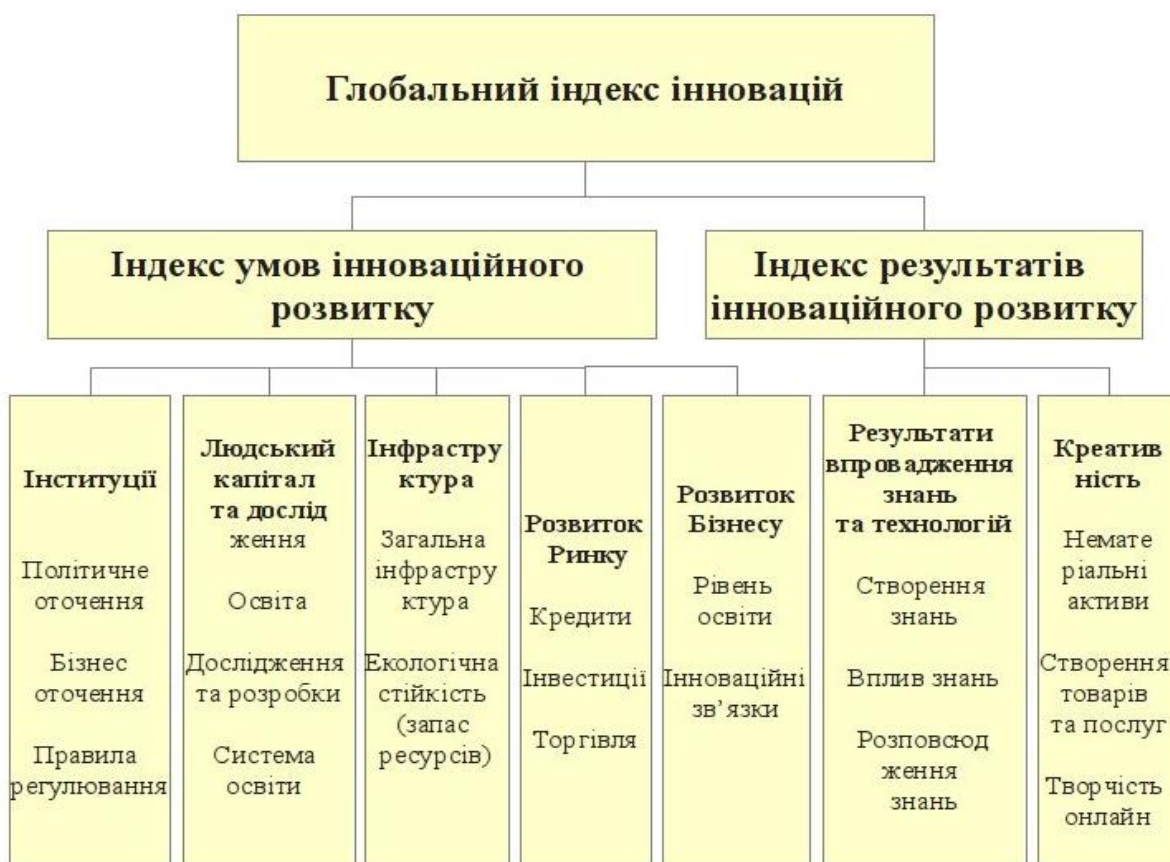 Глобальний індекс інновацій
Індекс умов інноваційного
розвитку
Індекс результатів
інноваційного розвитку
Інституції
Політичне
оточення
Бізнес
оточення
Правила
регулювання
Людський
капітал
та дослід
ження
Освіта
Дослідження
та розробки
Система
освіти
Інфрастру
ктура
Загальна
інфрастру
ктура
Екологічна
стійкість
(запас
ресурсів)
Розвиток
Ринку
Кредити
Інвестиції
Торгівля
Розвиток
Бізнесу
Рівень
освіти
Інноваційні
зв’язки
Результати
впровадження
знань
та технологій
Створення
знань
Вплив знань
Розповсюд
ження
знань
Креатив
ність
Немате
ріальні
активи
Створення
товарів
та послуг
Творчість
онлайн